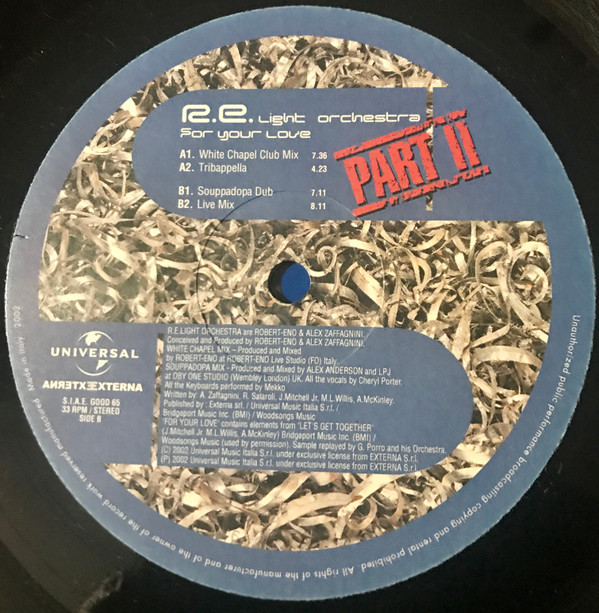 R.E. Light orchestra
For your Love
PART II
A1. White Chapel Club Mix 7.36
A2. Tribappella 4.23
B1. Souppadopa Dub 7.11
B2. Live Mix 8.11
UNIVERSAL
EXTERNA
S.I.A.E. GOOD 65
33 RPM / STEREO
SIDE B
R.E LIGHT ORCHESTRA are ROBERT-ENO & ALEX ZAFFAGNINI.
Conceived and Produced by ROBERT-ENO & ALEX ZAFFAGNINI.
WHITE CHAPEL MIX - Produced and Mixed
by ROBERT-ENO at ROBERT-ENO Live Studio (FO) Italy.
SOUPPADOPA MIX - Produced and Mixed by ALEX ANDERSON and LPJ
at DBY ONE STUDIO (Wembley London) UK. All the vocals by Cheryl Porter.
All the Keyboards performed by Mekko
Written by: A. Zaffagnini, R. Salaroli, J.Mitchell Jr, M.L.Willis, A.McKinley.
Published by : Externa srl. / Universal Music Italia S.r.l. /
Bridgeport Music Inc. (BMI) / Woodsongs Music
'FOR YOUR LOVE' contains elements from "LET'S GET TOGETHER"
(J.Mitchell Jr, M.L.Willis, A.McKinley) Bridgeport Music Inc. (BMI) /
Woodsongs Music (used by permission). Sample replayed by G. Porro and his Orchestra.
(C) 2002 Universal Music Italia S.r.l. under exclusive license from EXTERNA S.r.l.
(P) 2002 Universal Music Italia S.r.l. under exclusive license from EXTERNA S.r.l.
Unauthorized public performance broadcasting copying and rental prohibited. All rights of the manufacturer and of the owner of the record work reserved manufactured Made in Italy 2002